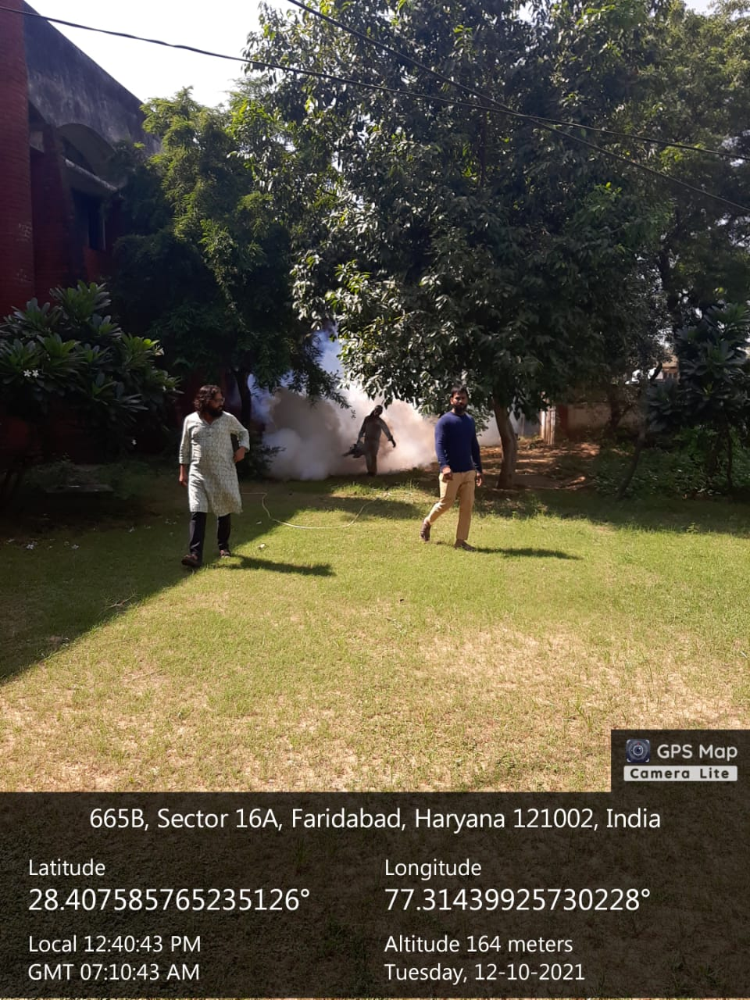 GPS Map
Camera Lite
665B, Sector 16A, Faridabad, Haryana 121002, India
Latitude
28.407585765235126°
Longitude
77.31439925730228°
Local 12:40:43 PM
GMT 07:10:43 AM
Altitude 164 meters
Tuesday, 12-10-2021